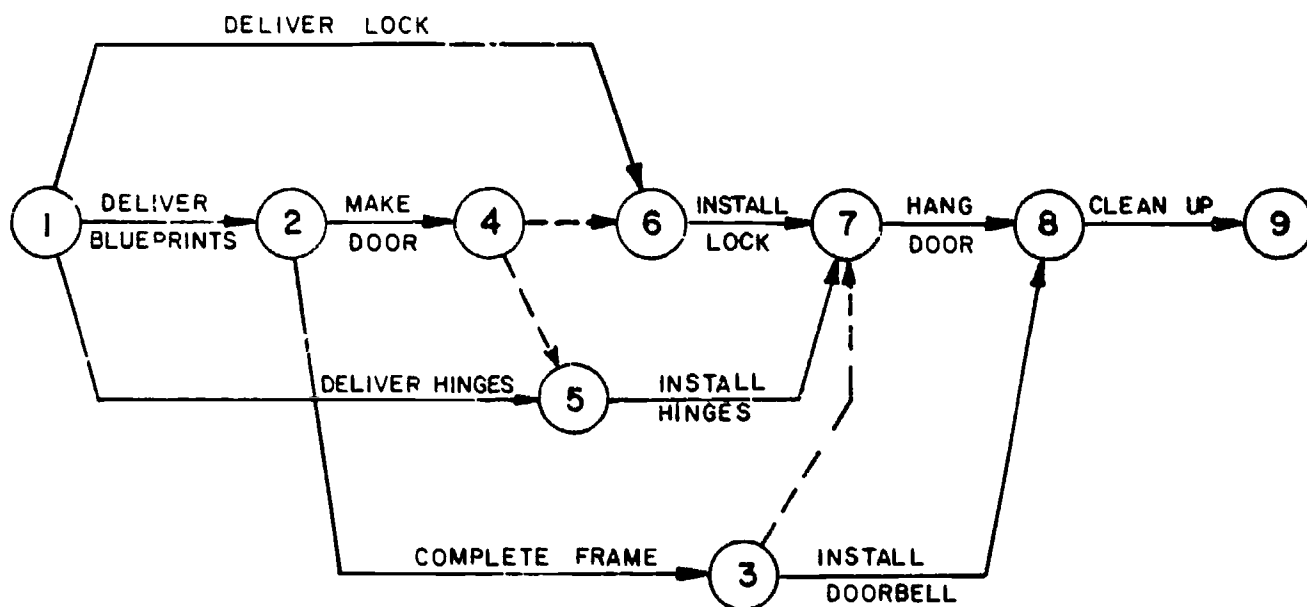 DELIVER LOCK
DELIVER
BLUEPRINTS
MAKE
DOOR
INSTALL
LOCK
HANG
DOOR
CLEAN UP
1
2
4
6
7
8
9
DELIVER HINGES
5
INSTALL
HINGES
COMPLETE FRAME
3
INSTALL
DOORBELL